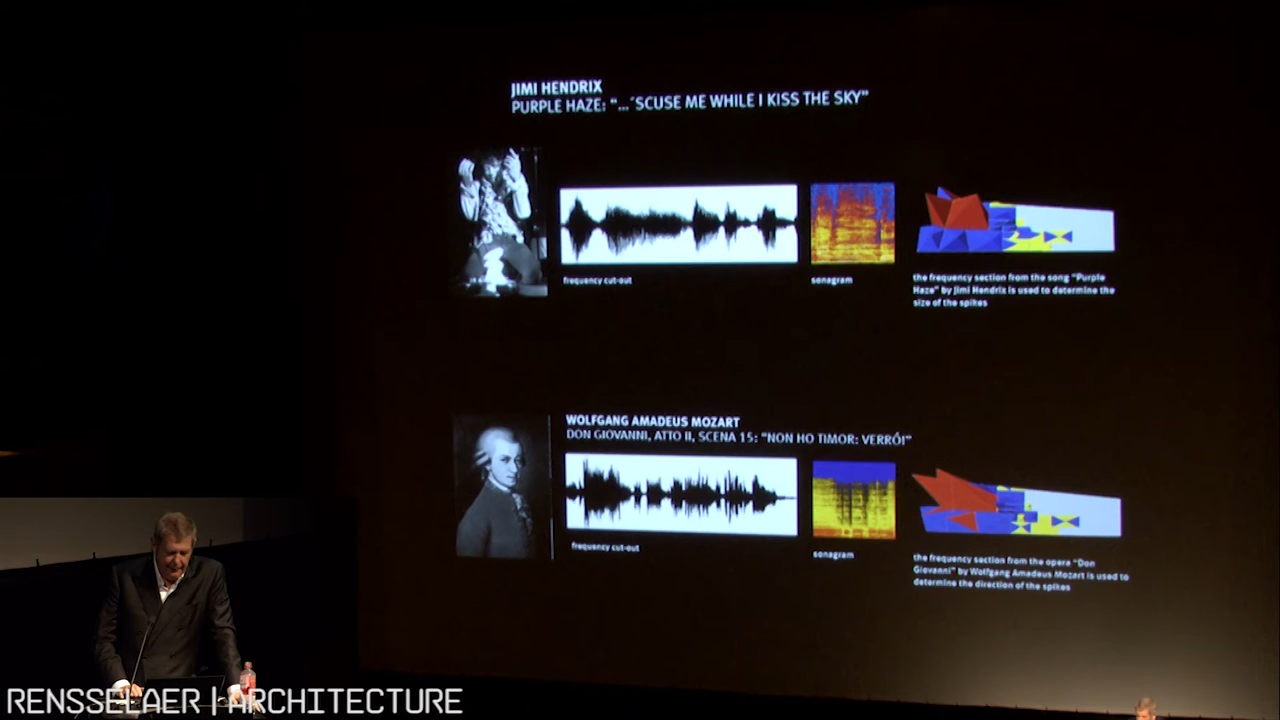 JIMI HENDRIX
PURPLE HAZE: “...´SCUSE ME WHILE I KISS THE SKY”
frequency cut-out
sonagram
the frequency section from the song “Purple
Haze” by Jimi Hendrix is used to determine the
size of the spikes
WOLFGANG AMADEUS MOZART
DON GIOVANNI, ATTO II, SCENA 15: “NON HO TIMOR: VERRÓ!”
frequency cut-out
sonagram
the frequency section from the opera “Don
Giovanni” by Wolfgang Amadeus Mozart is used to
determine the direction of the spikes
RENSSELAER | ARCHITECTURE